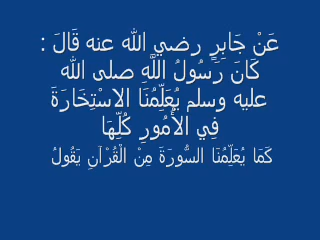 عَنْ جَابِرٍ رضي الله عنه قَالَ :
كَانَ رَسُولُ اللَّهِ صلى الله
عليه وسلم يُعَلِّمُنَا الاسْتِخَارَةَ
فِي الأُمُورِ كُلِّهَا
كَمَا يُعَلِّمُنَا السُّورَةَ مِنْ الْقُرْآنِ يَقُولُ